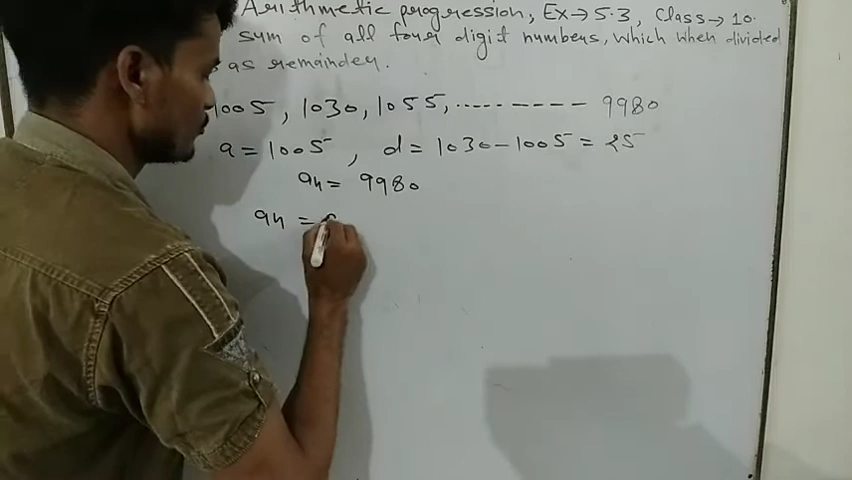 Arithmetic progression, Ex→5.3, Class→10.
sum of all four digit numbers, which when divided
as remainder.
1005, 1030, 1055, ------------ 9980
a = 1005 , d = 1030-1005 = 25
an = 9980
an =